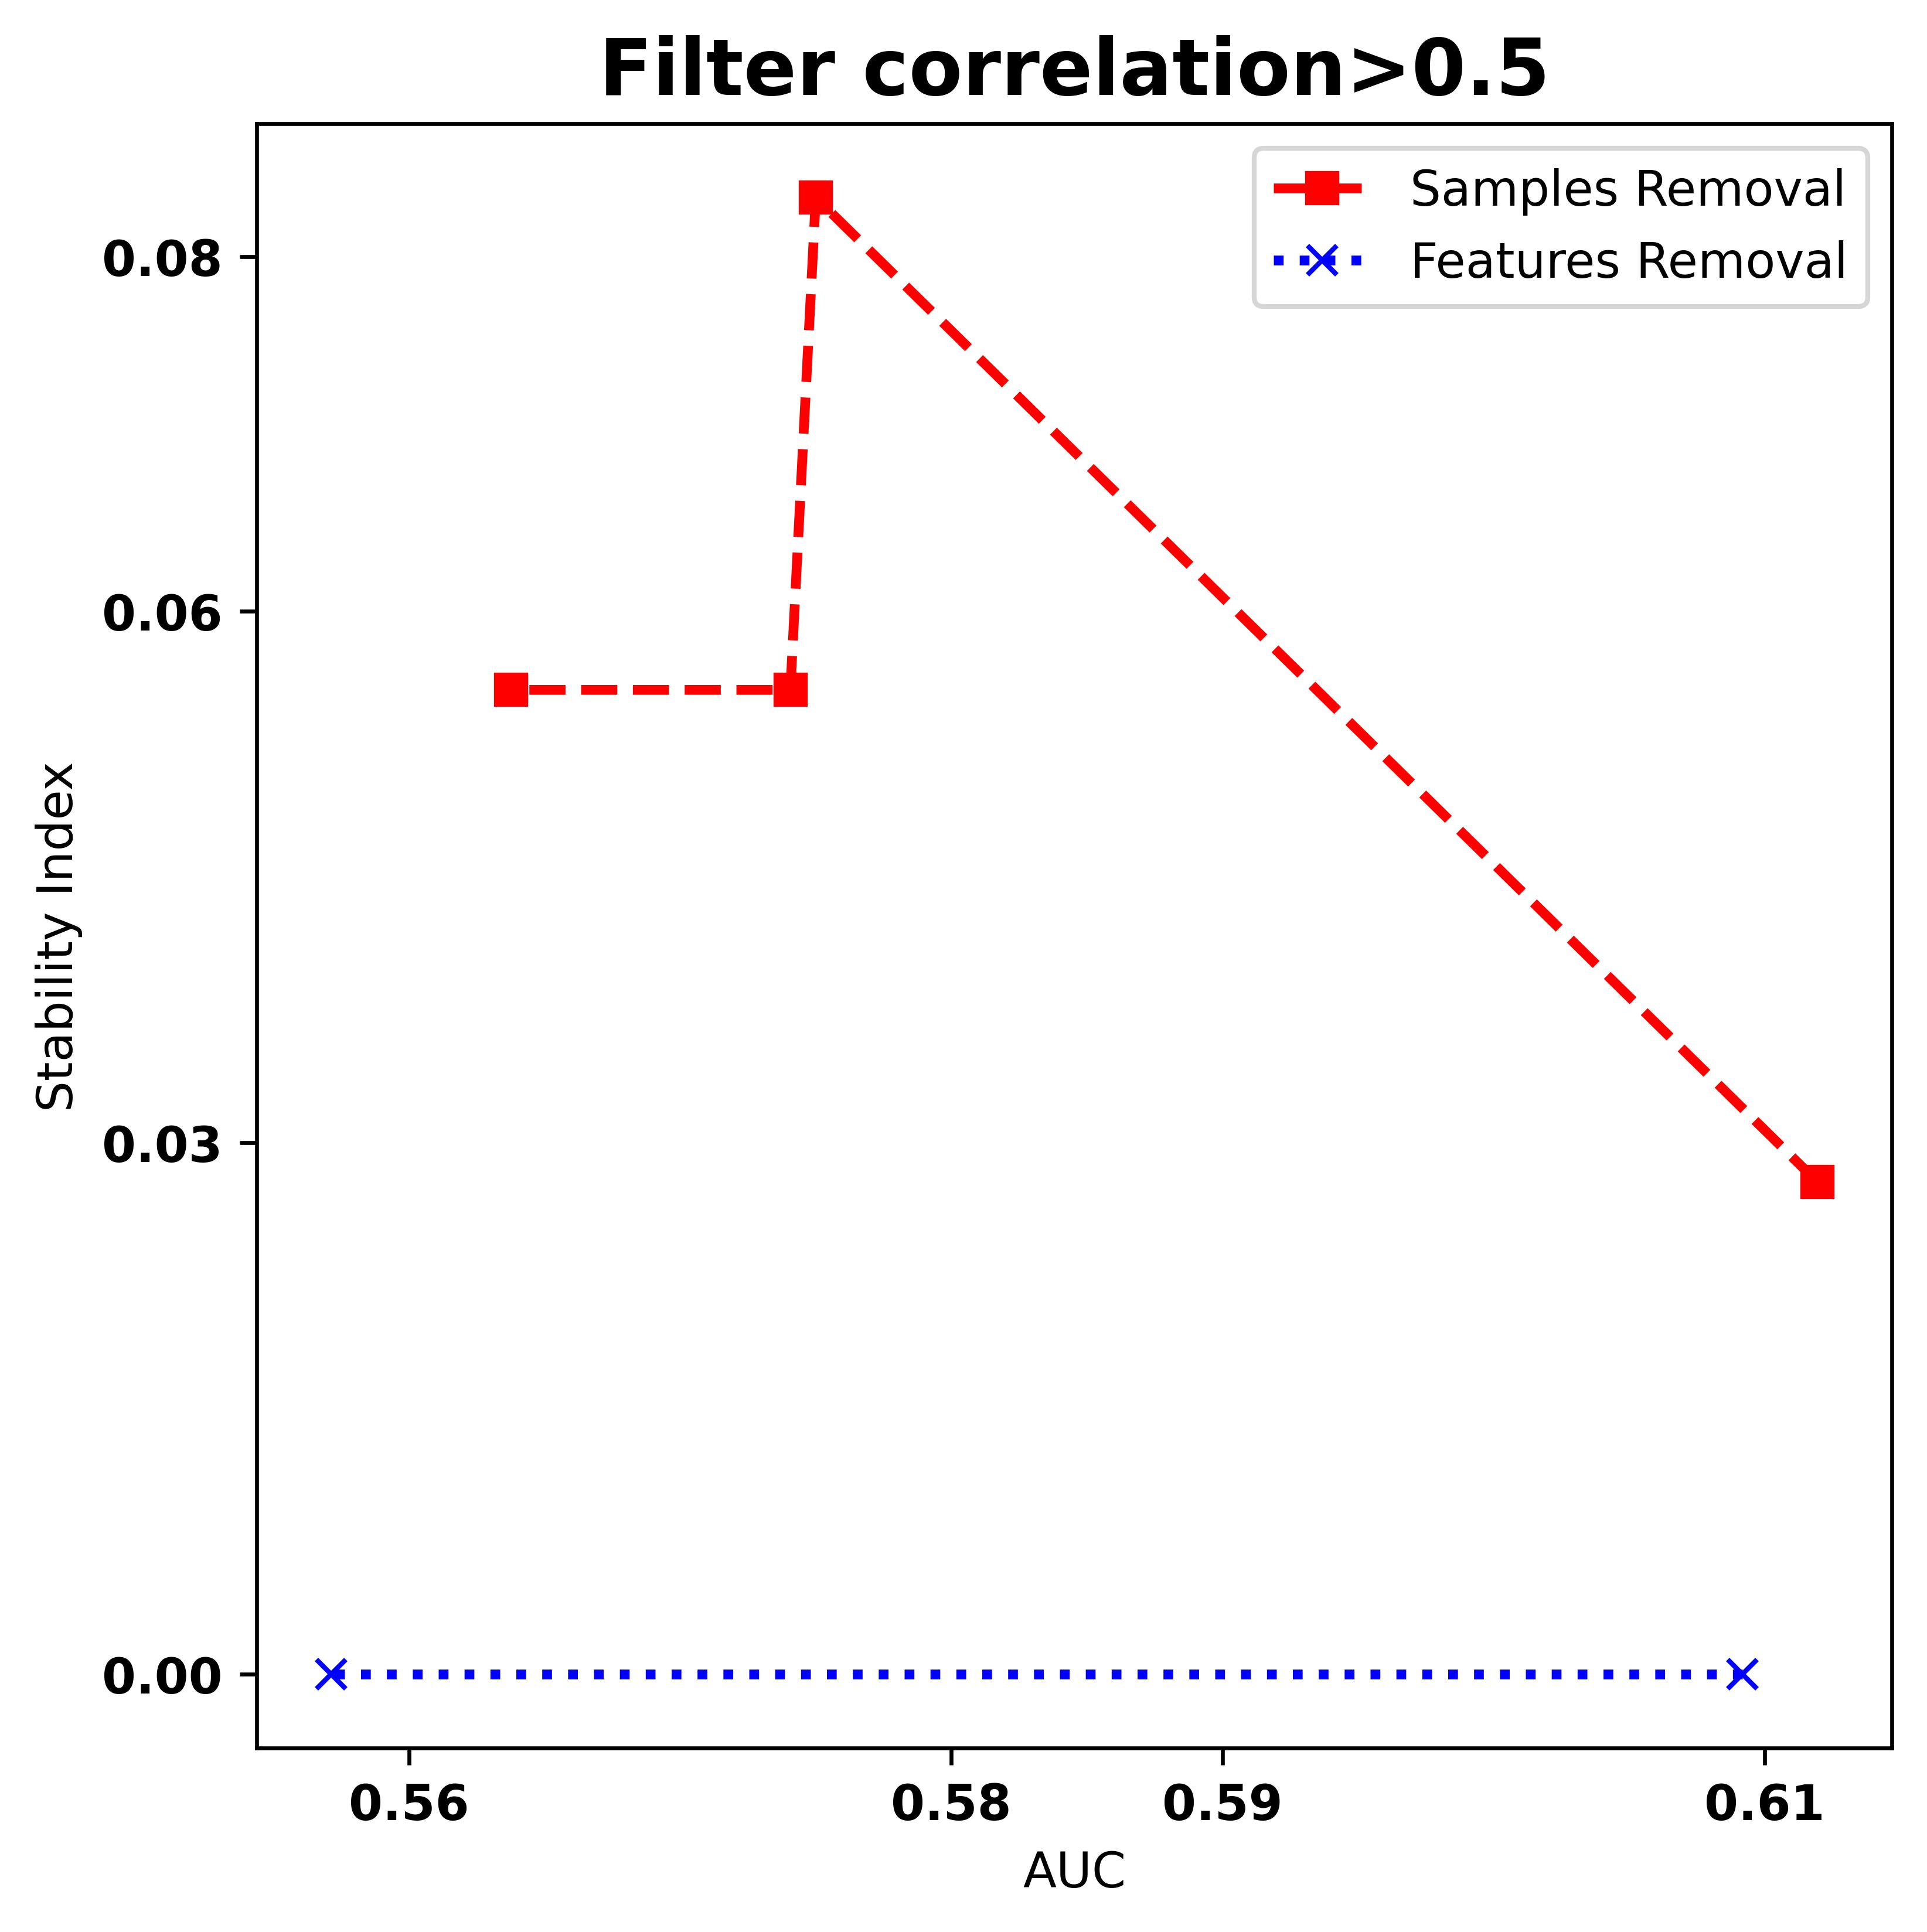 Filter correlation>0.5
Samples Removal
Features Removal
0.08
0.06
0.03
0.00
Stability Index
0.56 0.58 0.59 0.61
AUC